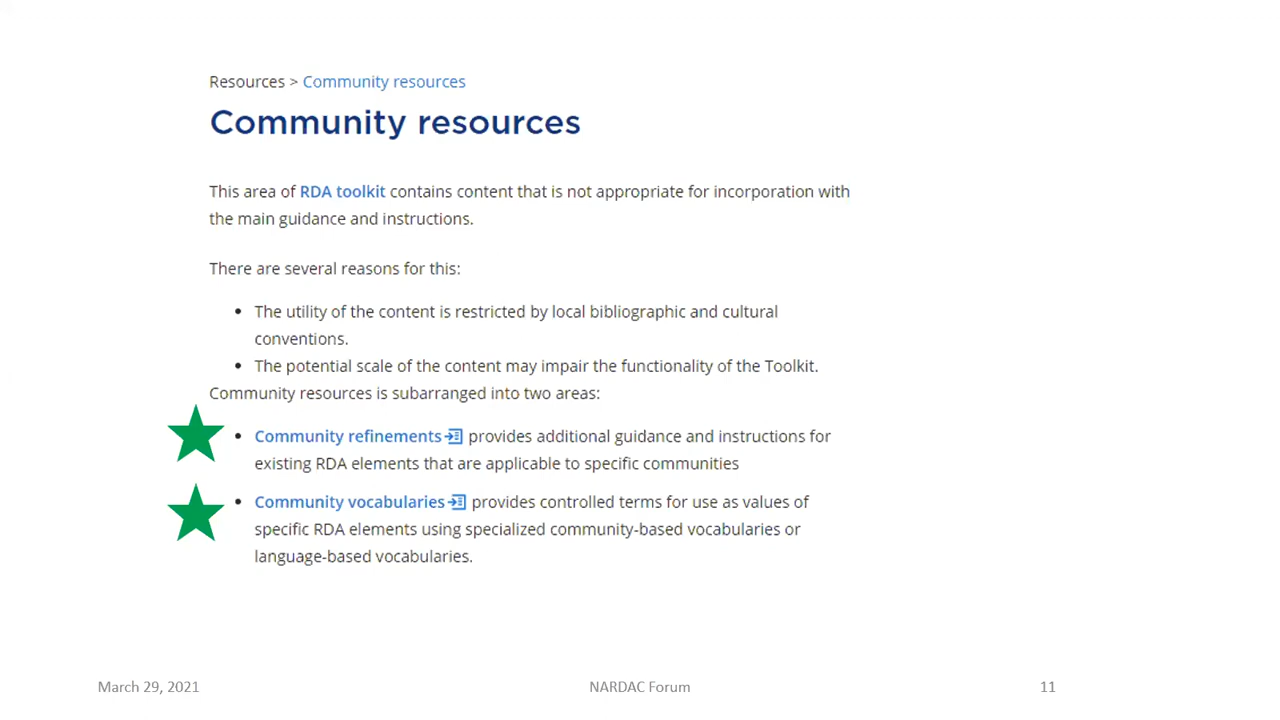 Resources > Community resources
Community resources
This area of RDA toolkit contains content that is not appropriate for incorporation with
the main guidance and instructions.
There are several reasons for this:
• The utility of the content is restricted by local bibliographic and cultural
conventions.
• The potential scale of the content may impair the functionality of the Toolkit.
Community resources is subarranged into two areas:
• Community refinements provides additional guidance and instructions for
existing RDA elements that are applicable to specific communities
• Community vocabularies provides controlled terms for use as values of
specific RDA elements using specialized community-based vocabularies or
language-based vocabularies.
March 29, 2021
NARDAC Forum
11